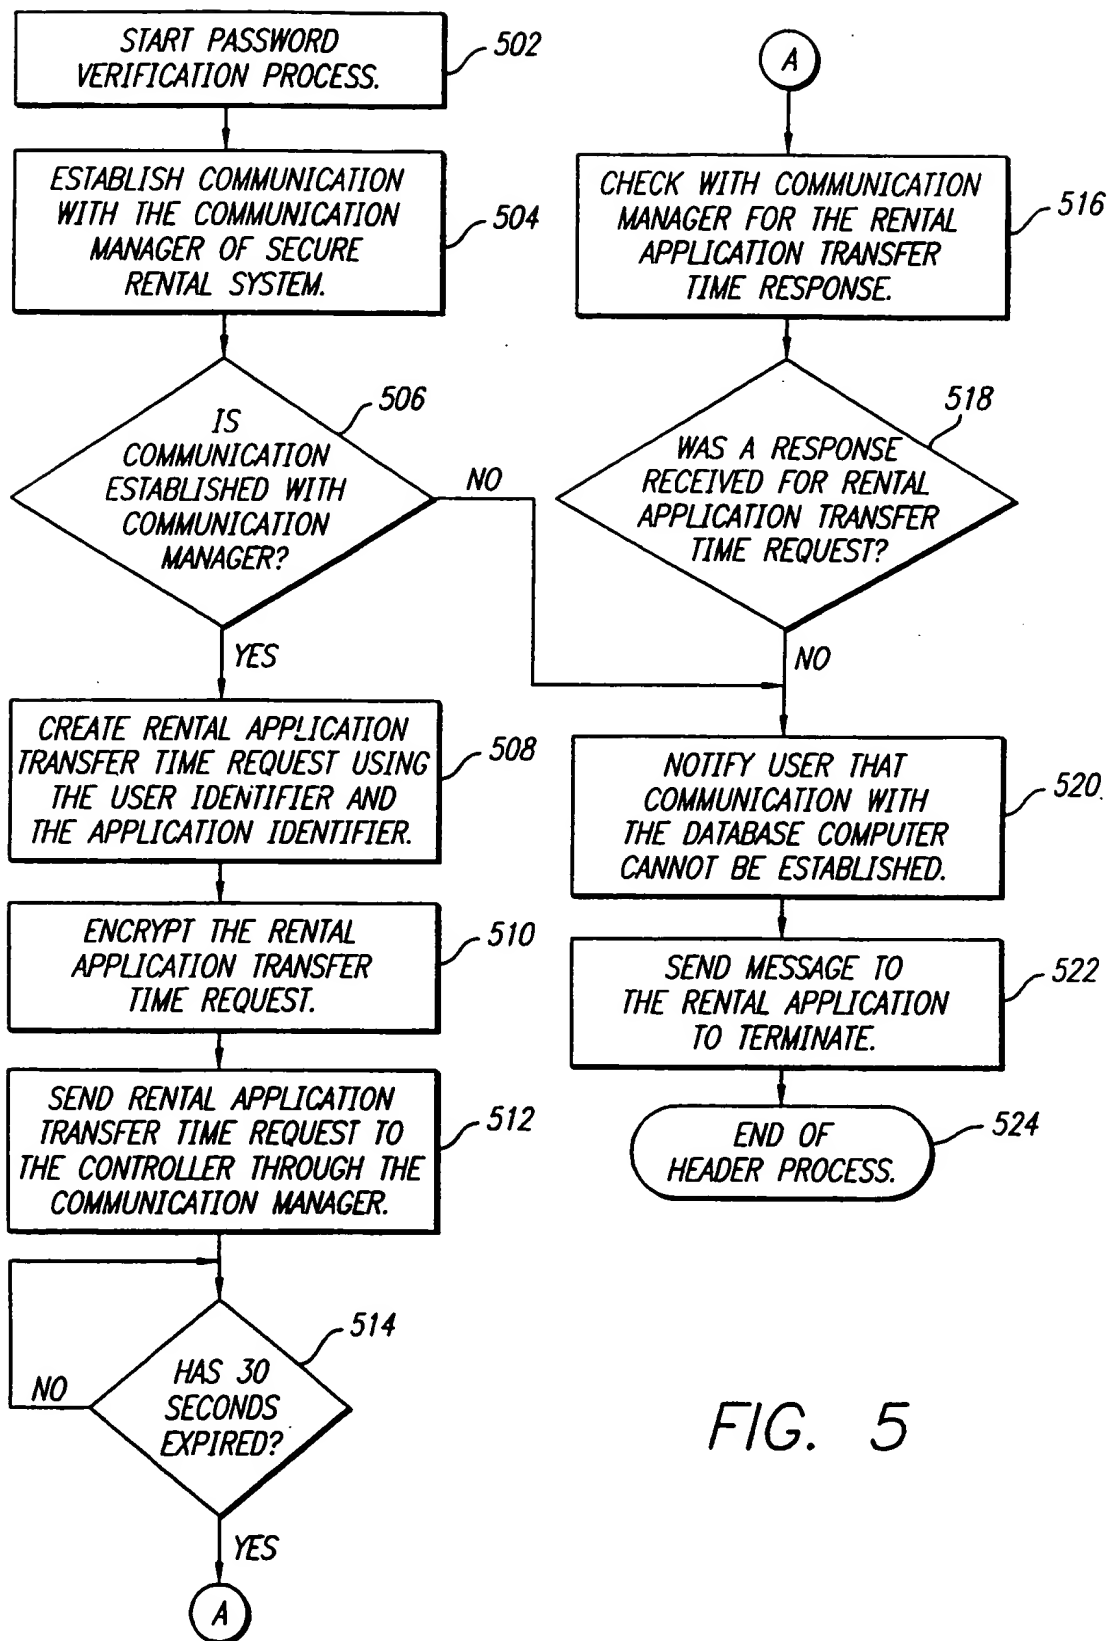 START PASSWORD
VERIFICATION PROCESS.
502
ESTABLISH COMMUNICATION
WITH THE COMMUNICATION
MANAGER OF SECURE
RENTAL SYSTEM.
504
IS
COMMUNICATION
ESTABLISHED WITH
COMMUNICATION
MANAGER?
506
NO
YES
CREATE RENTAL APPLICATION
TRANSFER TIME REQUEST USING
THE USER IDENTIFIER AND
THE APPLICATION IDENTIFIER.
508
ENCRYPT THE RENTAL
APPLICATION TRANSFER
TIME REQUEST.
510
SEND RENTAL APPLICATION
TRANSFER TIME REQUEST TO
THE CONTROLLER THROUGH THE
COMMUNICATION MANAGER.
512
HAS 30
SECONDS
EXPIRED?
514
NO
YES
A
A
CHECK WITH COMMUNICATION
MANAGER FOR THE RENTAL
APPLICATION TRANSFER
TIME RESPONSE.
516
WAS A RESPONSE
RECEIVED FOR RENTAL
APPLICATION TRANSFER
TIME REQUEST?
518
NO
NOTIFY USER THAT
COMMUNICATION WITH
THE DATABASE COMPUTER
CANNOT BE ESTABLISHED.
520
SEND MESSAGE TO
THE RENTAL APPLICATION
TO TERMINATE.
522
END OF
HEADER PROCESS.
524
FIG. 5